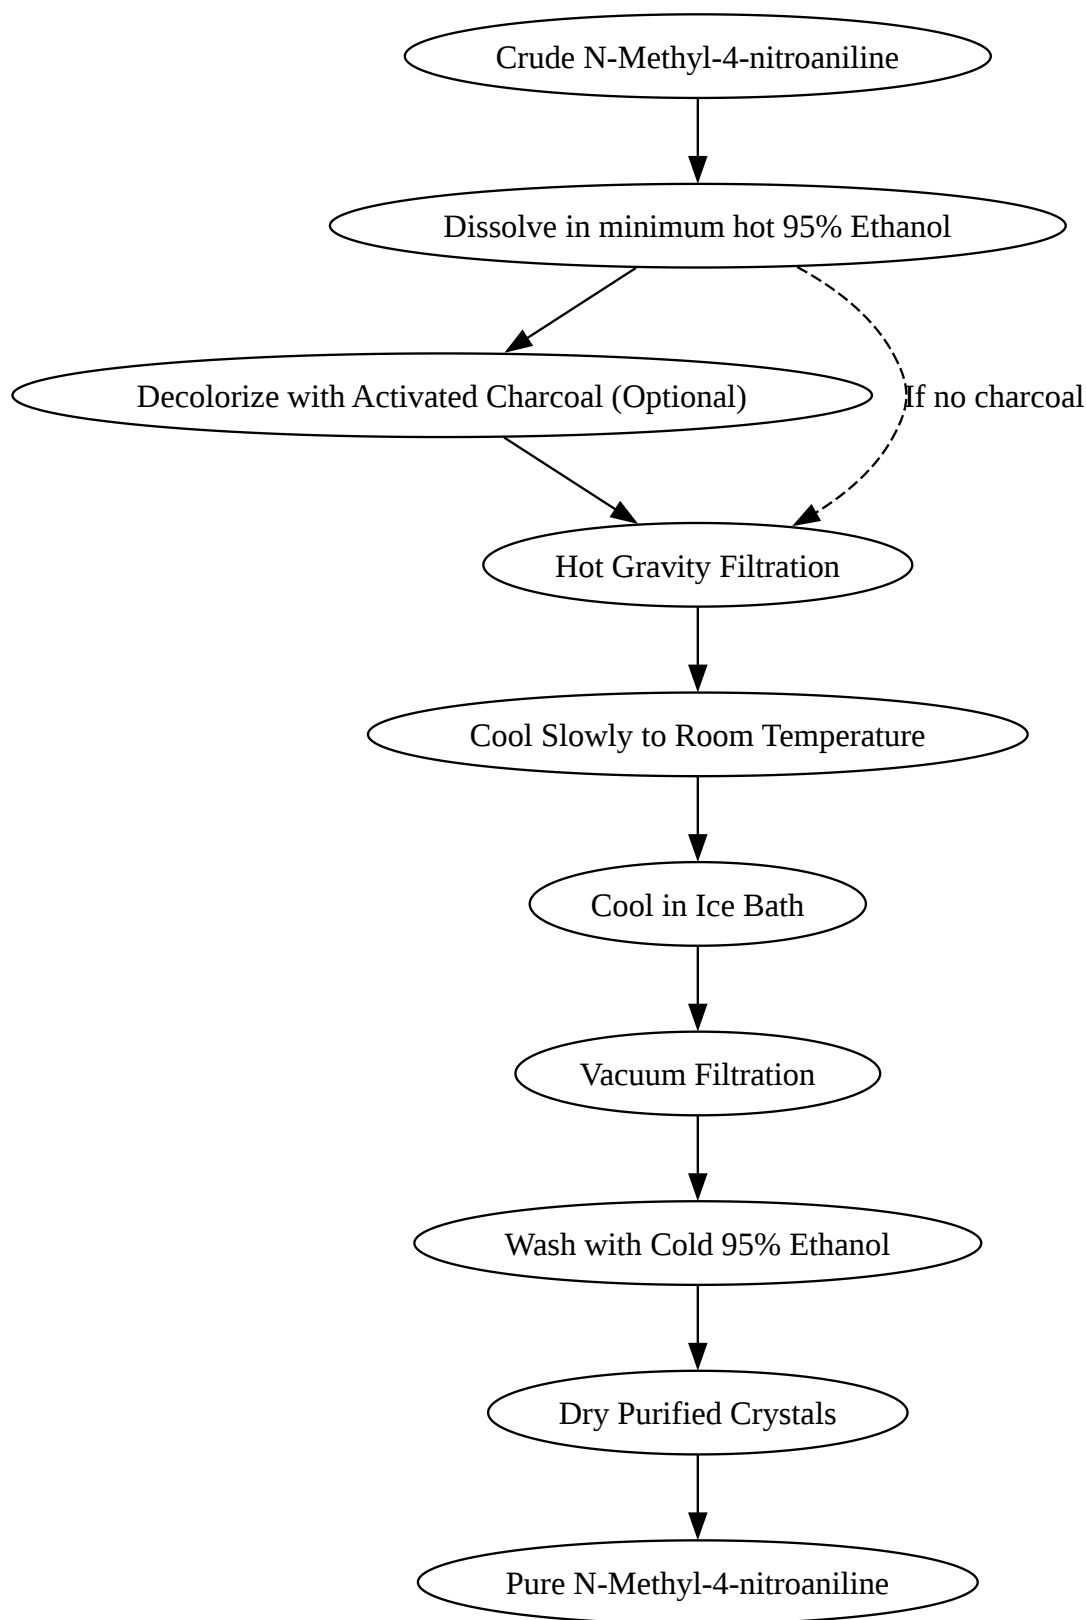 Crude N-Methyl-4-nitroaniline
Dissolve in minimum hot 95% Ethanol
Decolorize with Activated Charcoal (Optional)
If no charcoal
Hot Gravity Filtration
Cool Slowly to Room Temperature
Cool in Ice Bath
Vacuum Filtration
Wash with Cold 95% Ethanol
Dry Purified Crystals
Pure N-Methyl-4-nitroaniline